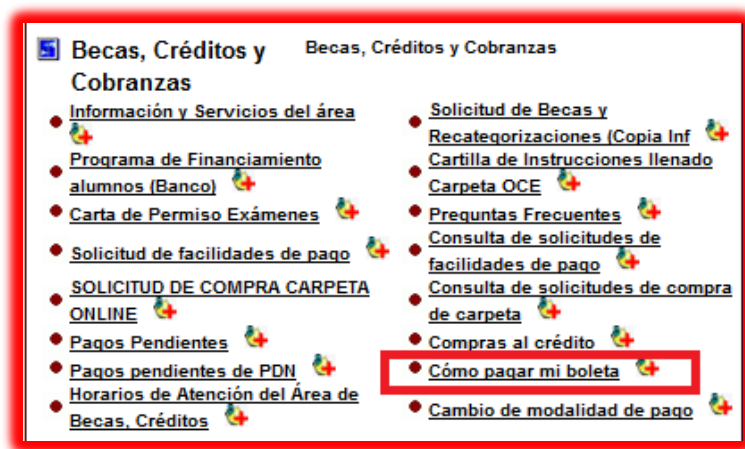 Becas, Créditos y
Cobranzas
Becas, Créditos y Cobranzas
Información y Servicios del área
Solicitud de Becas y
Recategorizaciones (Copia Inf
Programa de Financiamiento
alumnos (Banco)
Cartilla de Instrucciones llenado
Carpeta OCE
Carta de Permiso Exámenes
Preguntas Frecuentes
Solicitud de facilidades de pago
Consulta de solicitudes de
facilidades de pago
SOLICITUD DE COMPRA CARPETA
ONLINE
Consulta de solicitudes de compra
de carpeta
Pagos Pendientes
Compras al crédito
Pagos pendientes de PDN
Cómo pagar mi boleta
Horarios de Atención del Área de
Becas, Créditos
Cambio de modalidad de pago